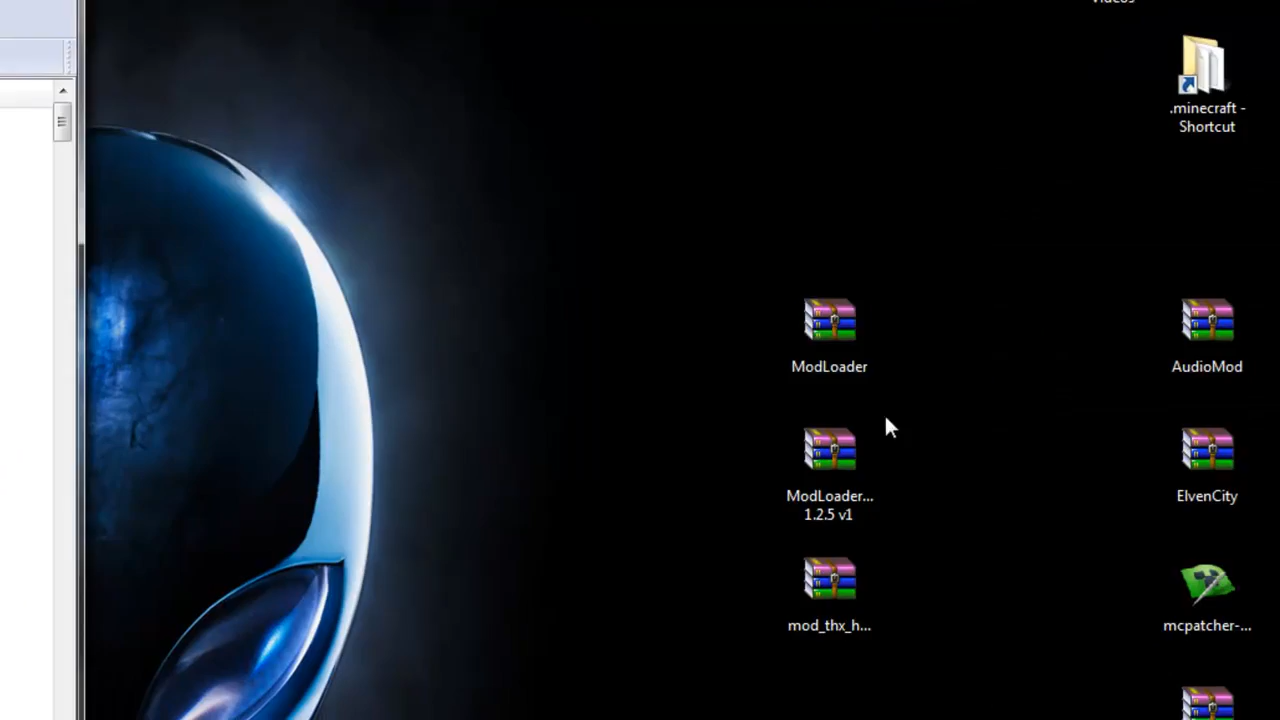 Videos
.minecraft -
Shortcut
ModLoader
AudioMod
ModLoader...
1.2.5 v1
ElvenCity
mod_thx_h...
mcpatcher-...